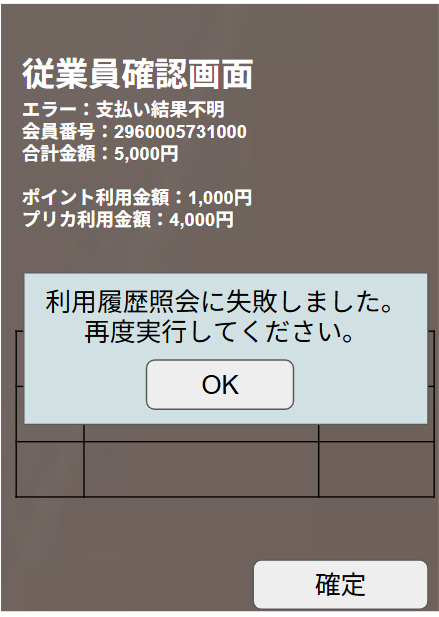 従業員確認画面
エラー：支払い結果不明
会員番号：2960005731000
合計金額：5,000円
ポイント利用金額：1,000円
プリカ利用金額：4,000円
利用履歴照会に失敗しました。
再度実行してください。
OK
確定